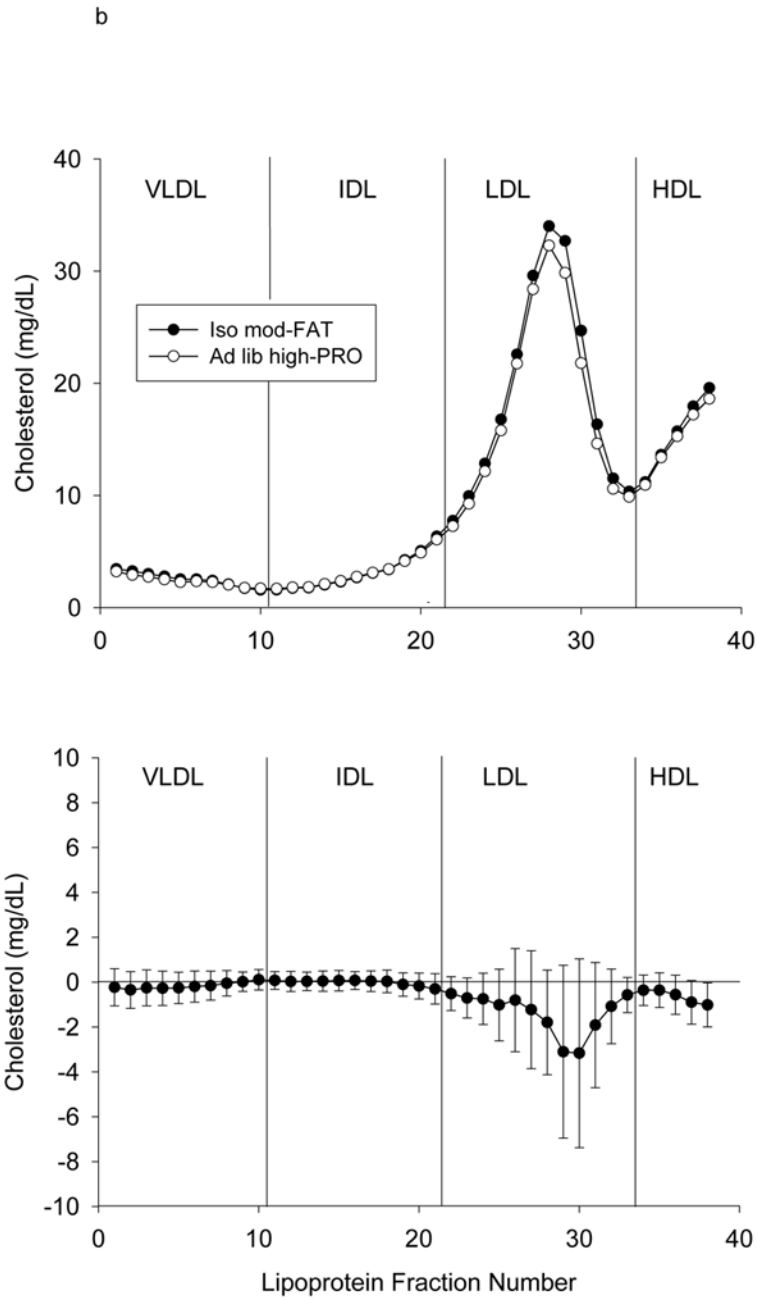 b
40
VLDL IDL LDL HDL
30
Iso mod-FAT
Ad lib high-PRO
20
10
0
0 10 20 30 40
Cholesterol (mg/dL)
10
VLDL IDL LDL HDL
8
6
4
2
0
-2
-4
-6
-8
-10
0 10 20 30 40
Cholesterol (mg/dL)
Lipoprotein Fraction Number